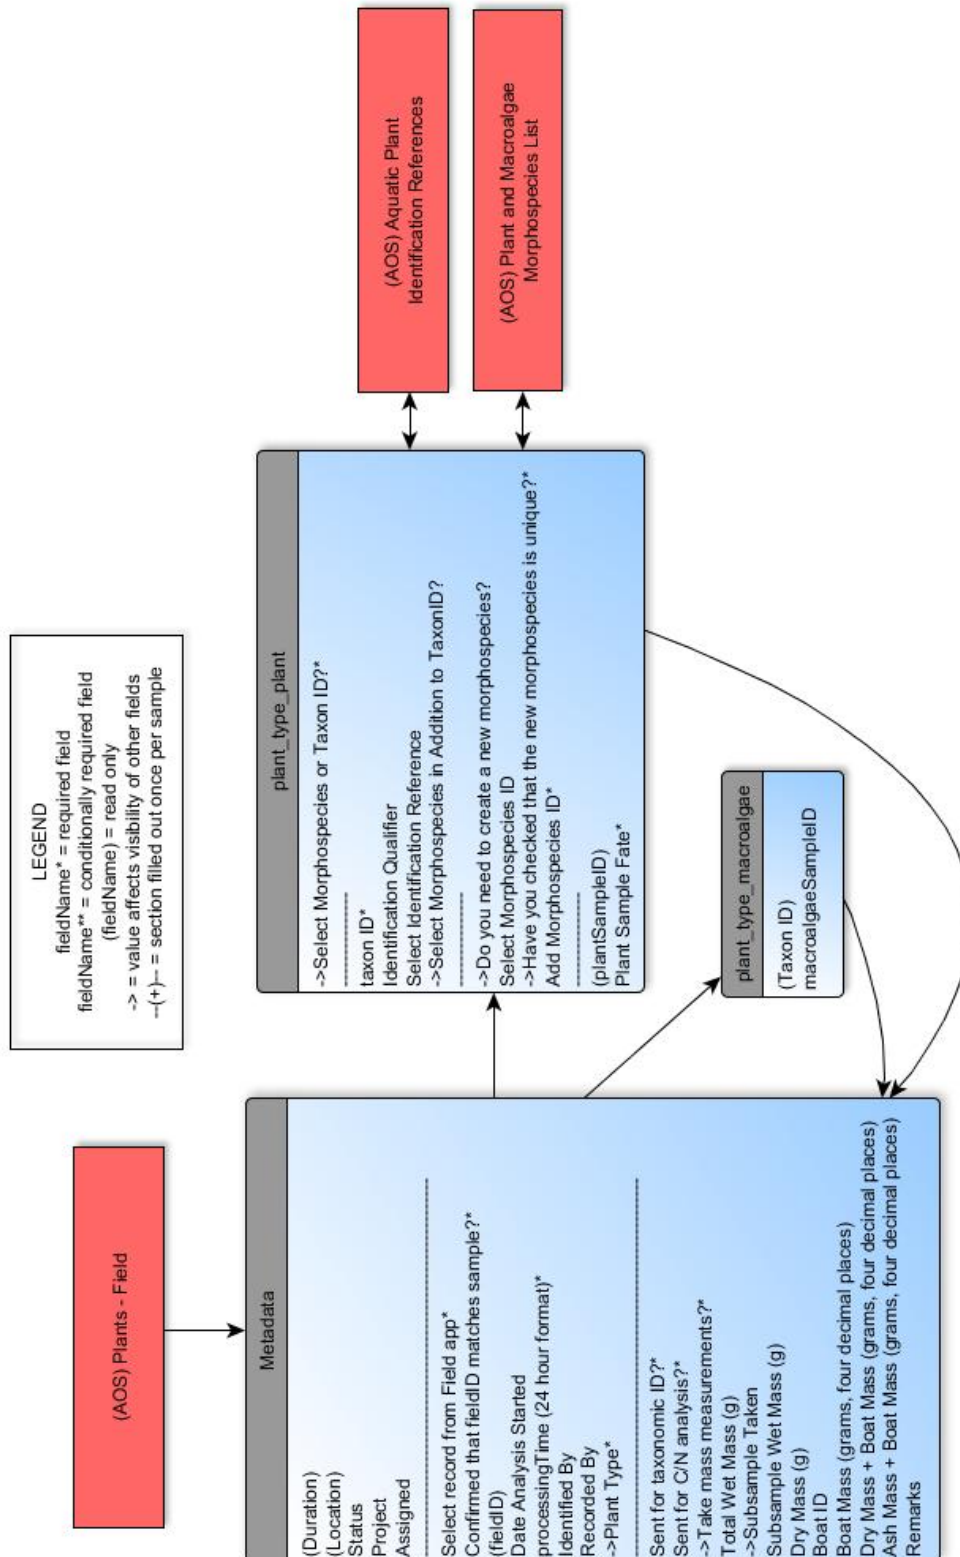 LEGEND
fieldName* = required field
fieldName** = conditionally required field
(fieldName) = read only
-> = value affects visibility of other fields
--(+)-- = section filled out once per sample
(AOS) Plants - Field
Metadata
(Duration)
(Location)
Status
Project
Assigned
Select record from Field app*
Confirmed that fieldID matches sample?*
(fieldID)
Date Analysis Started
processingTime (24 hour format)*
Identified By
Recorded By
->Plant Type*
Sent for taxonomic ID?*
Sent for C/N analysis?*
->Take mass measurements?*
Total Wet Mass (g)
->Subsample Taken
Subsample Wet Mass (g)
Dry Mass (g)
Boat ID
Boat Mass (grams, four decimal places)
Dry Mass + Boat Mass (grams, four decimal places)
Ash Mass + Boat Mass (grams, four decimal places)
Remarks
plant_type_plant
->Select Morphospecies or Taxon ID?*
taxon ID*
Identification Qualifier
Select Identification Reference
->Select Morphospecies in Addition to TaxonID?
->Do you need to create a new morphospecies?
Select Morphospecies ID
->Have you checked that the new morphospecies is unique?*
Add Morphospecies ID*
(plantSampleID)
Plant Sample Fate*
plant_type_macroalgae
(Taxon ID)
macroalgaeSampleID
(AOS) Aquatic Plant
Identification References
(AOS) Plant and Macroalgae
Morphospecies List